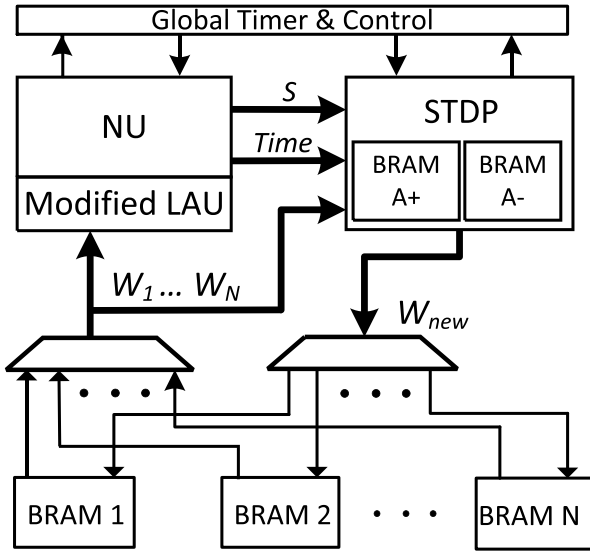 Global Timer & Control
NU
Modified LAU
S
Time
STDP
BRAM
A+
BRAM
A-
W1 ... WN
Wnew
BRAM 1
BRAM 2
BRAM N